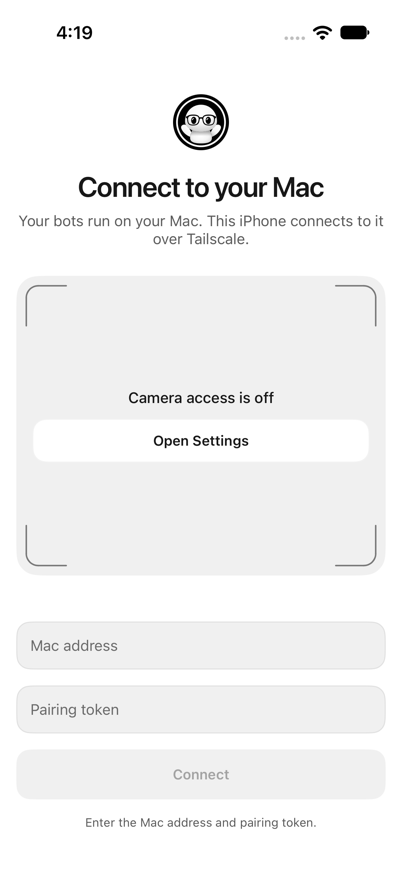 4:19
Connect to your Mac
Your bots run on your Mac. This iPhone connects to it
over Tailscale.
Camera access is off
Open Settings
Mac address
Pairing token
Connect
Enter the Mac address and pairing token.